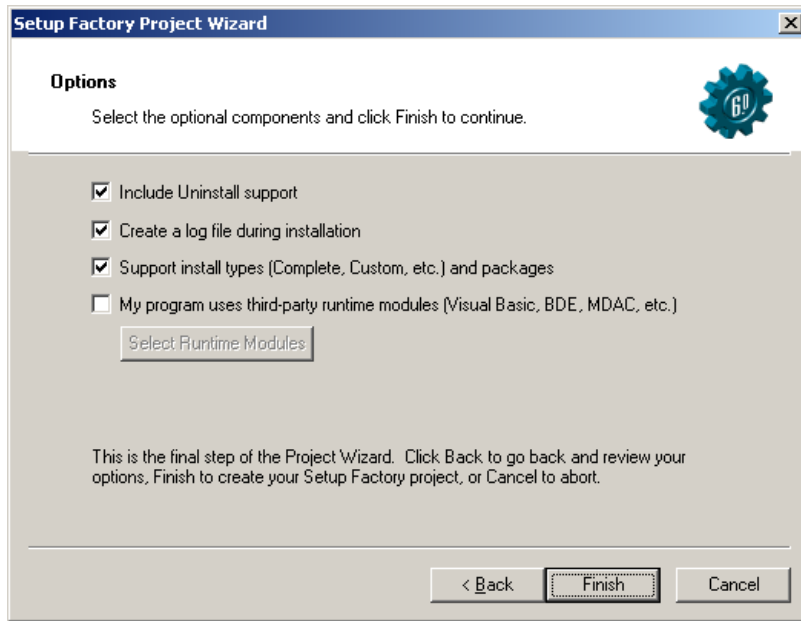 Setup Factory Project Wizard
Options
Select the optional components and click Finish to continue.
6.0
Include Uninstall support
Create a log file during installation
Support install types (Complete, Custom, etc.) and packages
My program uses third-party runtime modules (Visual Basic, BDE, MDAC, etc.)
Select Runtime Modules
This is the final step of the Project Wizard.  Click Back to go back and review your
options, Finish to create your Setup Factory project, or Cancel to abort.
< Back
Finish
Cancel